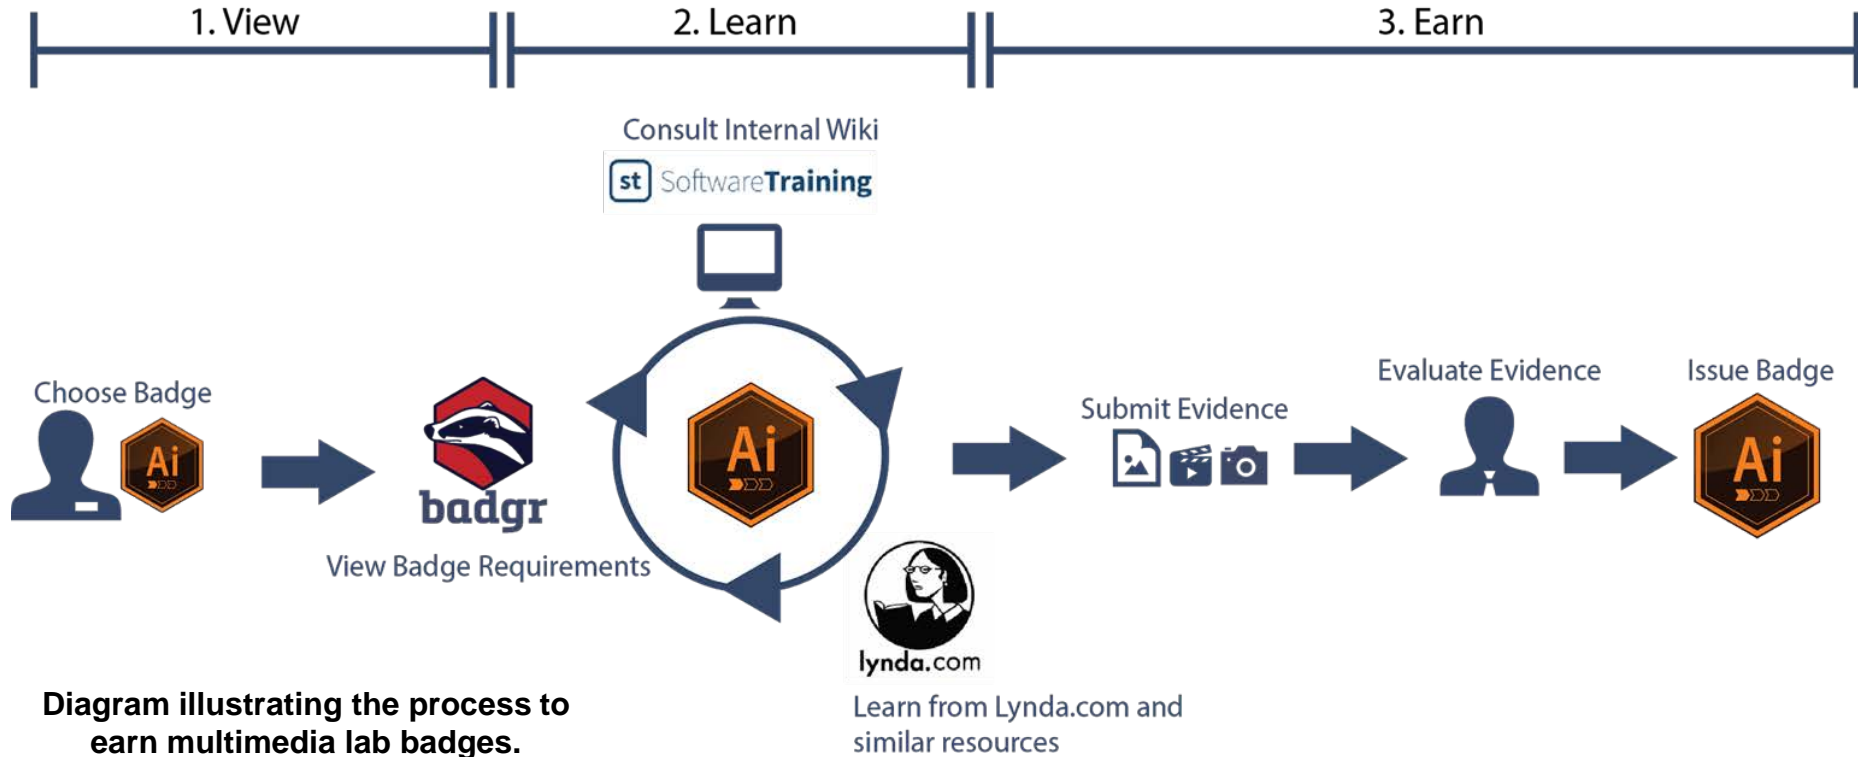 1. View
2. Learn
3. Earn
Consult Internal Wiki
st SoftwareTraining
Choose Badge
Ai
badgr
View Badge Requirements
Ai
lynda.com
Learn from Lynda.com and
similar resources
Submit Evidence
Evaluate Evidence
Issue Badge
Ai
Diagram illustrating the process to
earn multimedia lab badges.